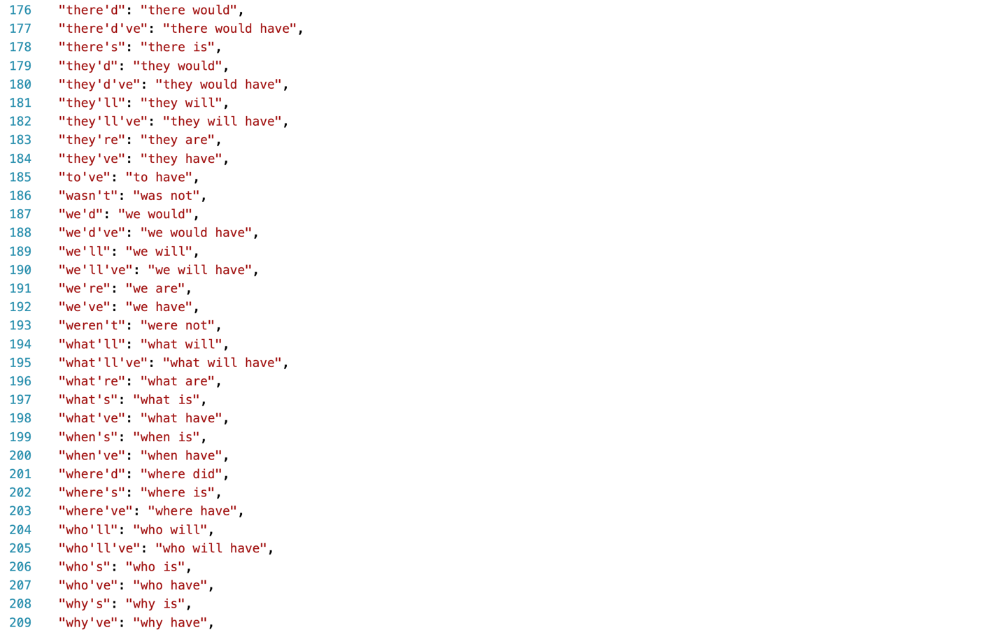 176 "there'd": "there would",
177 "there'd've": "there would have",
178 "there's": "there is",
179 "they'd": "they would",
180 "they'd've": "they would have",
181 "they'll": "they will",
182 "they'll've": "they will have",
183 "they're": "they are",
184 "they've": "they have",
185 "to've": "to have",
186 "wasn't": "was not",
187 "we'd": "we would",
188 "we'd've": "we would have",
189 "we'll": "we will",
190 "we'll've": "we will have",
191 "we're": "we are",
192 "we've": "we have",
193 "weren't": "were not",
194 "what'll": "what will",
195 "what'll've": "what will have",
196 "what're": "what are",
197 "what's": "what is",
198 "what've": "what have",
199 "when's": "when is",
200 "when've": "when have",
201 "where'd": "where did",
202 "where's": "where is",
203 "where've": "where have",
204 "who'll": "who will",
205 "who'll've": "who will have",
206 "who's": "who is",
207 "who've": "who have",
208 "why's": "why is",
209 "why've": "why have",